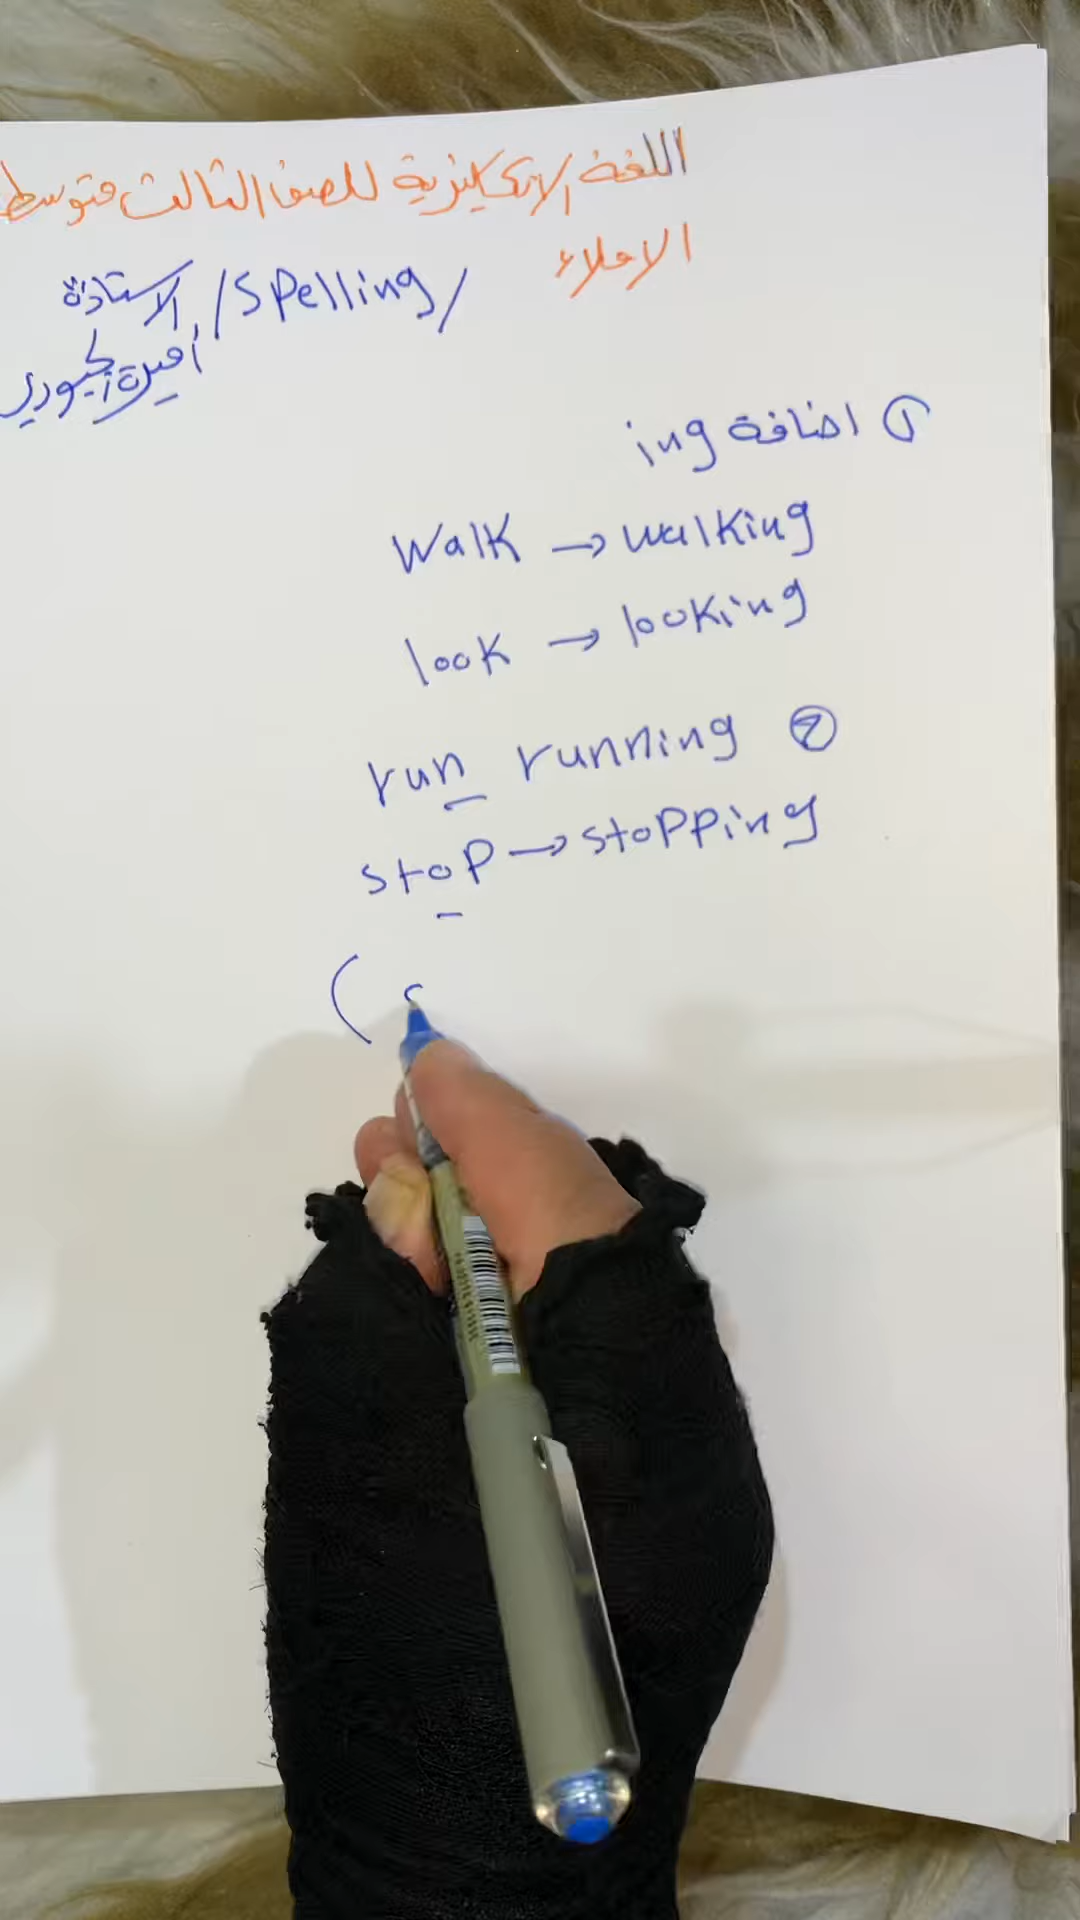 اللغة الانكليزية للصف الثالث متوسط
الاملاء
/Spelling/ الاستاذة
أميرة الجبوري
① اضافة ing
Walk → walking
look → looking
run running ②
stop → stopping
(